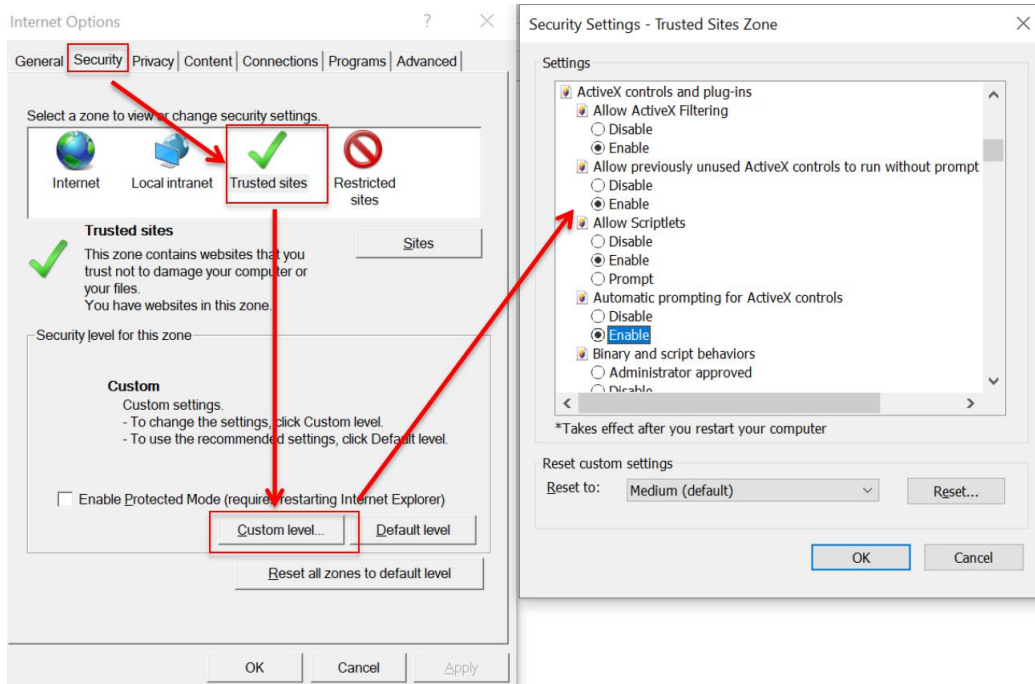 Internet Options
?
General Security Privacy Content Connections Programs Advanced
Select a zone to view or change security settings.
Internet
Local intranet
Trusted sites
Restricted
sites
Trusted sites
This zone contains websites that you
trust not to damage your computer or
your files.
You have websites in this zone.
Sites
Security level for this zone
Custom
Custom settings.
- To change the settings, click Custom level.
- To use the recommended settings, click Default level.
Enable Protected Mode (requires restarting Internet Explorer)
Custom level...
Default level
Reset all zones to default level
OK
Cancel
Apply
Security Settings - Trusted Sites Zone
Settings
ActiveX controls and plug-ins
Allow ActiveX Filtering
Disable
Enable
Allow previously unused ActiveX controls to run without prompt
Disable
Enable
Allow Scriptlets
Disable
Enable
Prompt
Automatic prompting for ActiveX controls
Disable
Enable
Binary and script behaviors
Administrator approved
Disable
*Takes effect after you restart your computer
Reset custom settings
Reset to:
Medium (default)
Reset...
OK
Cancel